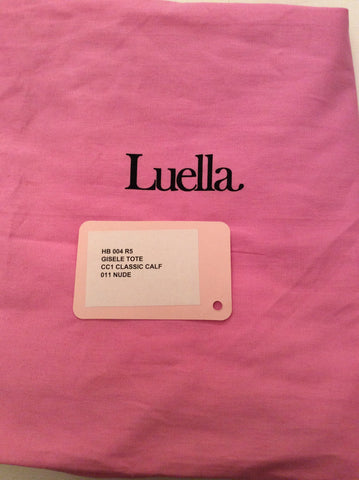 Luella
HB 004 R5
GISELE TOTE
CC1 CLASSIC CALF
011 NUDE